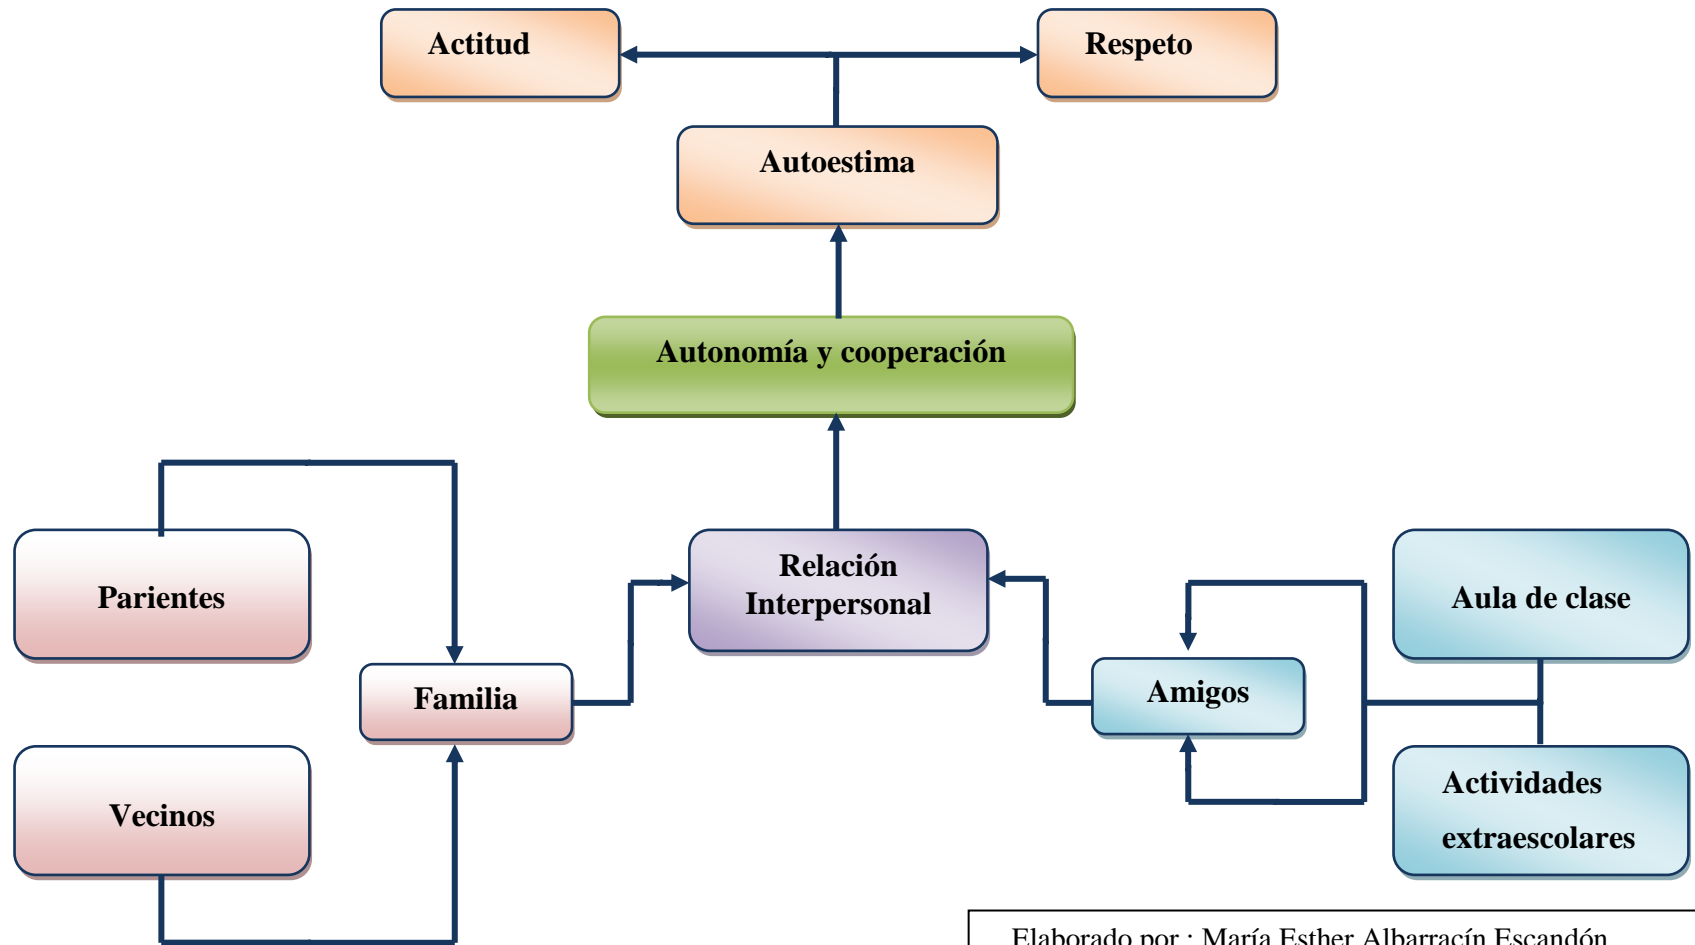 Actitud
Respeto
Autoestima
Autonomía y cooperación
Relación
Interpersonal
Parientes
Aula de clase
Familia
Amigos
Vecinos
Actividades
extraescolares
Elaborado por : María Esther Albarracín Escandón